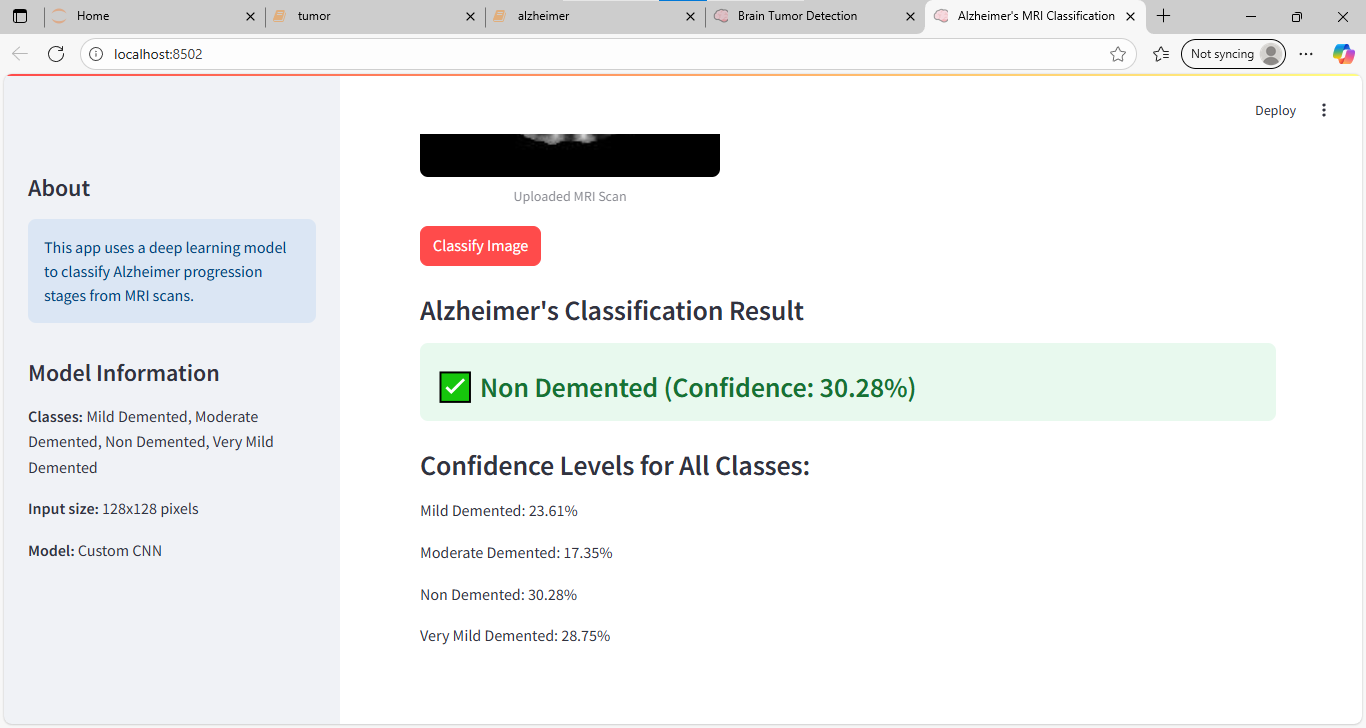 Home
tumor
alzheimer
Brain Tumor Detection
Alzheimer's MRI Classification
localhost:8502
Not syncing
Deploy
About
This app uses a deep learning model
to classify Alzheimer progression
stages from MRI scans.
Model Information
Classes: Mild Demented, Moderate
Demented, Non Demented, Very Mild
Demented
Input size: 128x128 pixels
Model: Custom CNN
Uploaded MRI Scan
Classify Image
Alzheimer's Classification Result
Non Demented (Confidence: 30.28%)
Confidence Levels for All Classes:
Mild Demented: 23.61%
Moderate Demented: 17.35%
Non Demented: 30.28%
Very Mild Demented: 28.75%